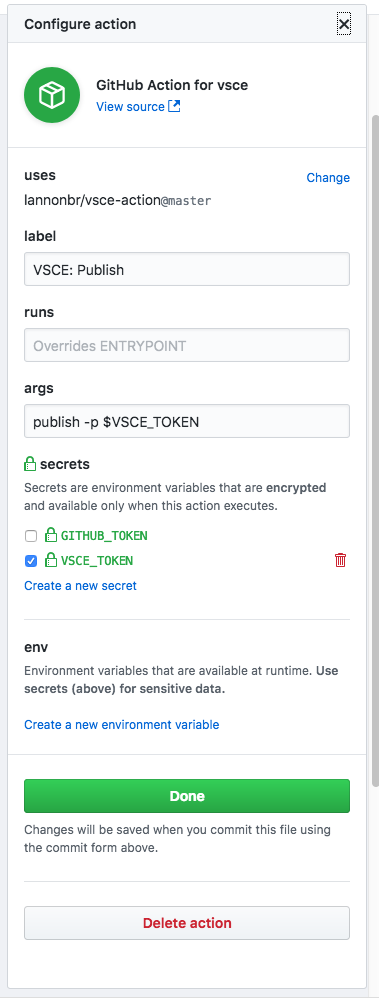 Configure action
GitHub Action for vsce
View source
uses
Change
lannonbr/vsce-action@master
label
VSCE: Publish
runs
Overrides ENTRYPOINT
args
publish -p $VSCE_TOKEN
secrets
Secrets are environment variables that are encrypted
and available only when this action executes.
GITHUB_TOKEN
VSCE_TOKEN
Create a new secret
env
Environment variables that are available at runtime. Use
secrets (above) for sensitive data.
Create a new environment variable
Done
Changes will be saved when you commit this file using
the commit form above.
Delete action